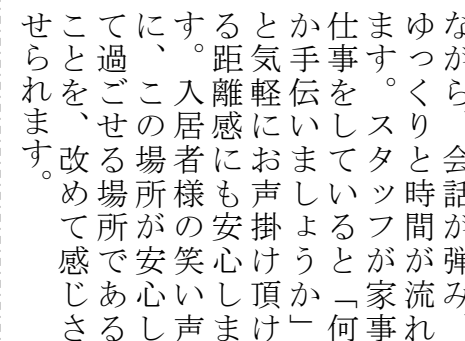 ながら、会話が弾み、
ゆっくりと時間が流れ
ます。スタッフが家事
仕事をしていると「何
か手伝いましょうか」
と気軽にお声掛け頂け
る距離感にも安心しま
す。入居者様の笑い声
に、この場所が安心し
て過ごせる場所である
ことを、改めて感じさ
せられます。